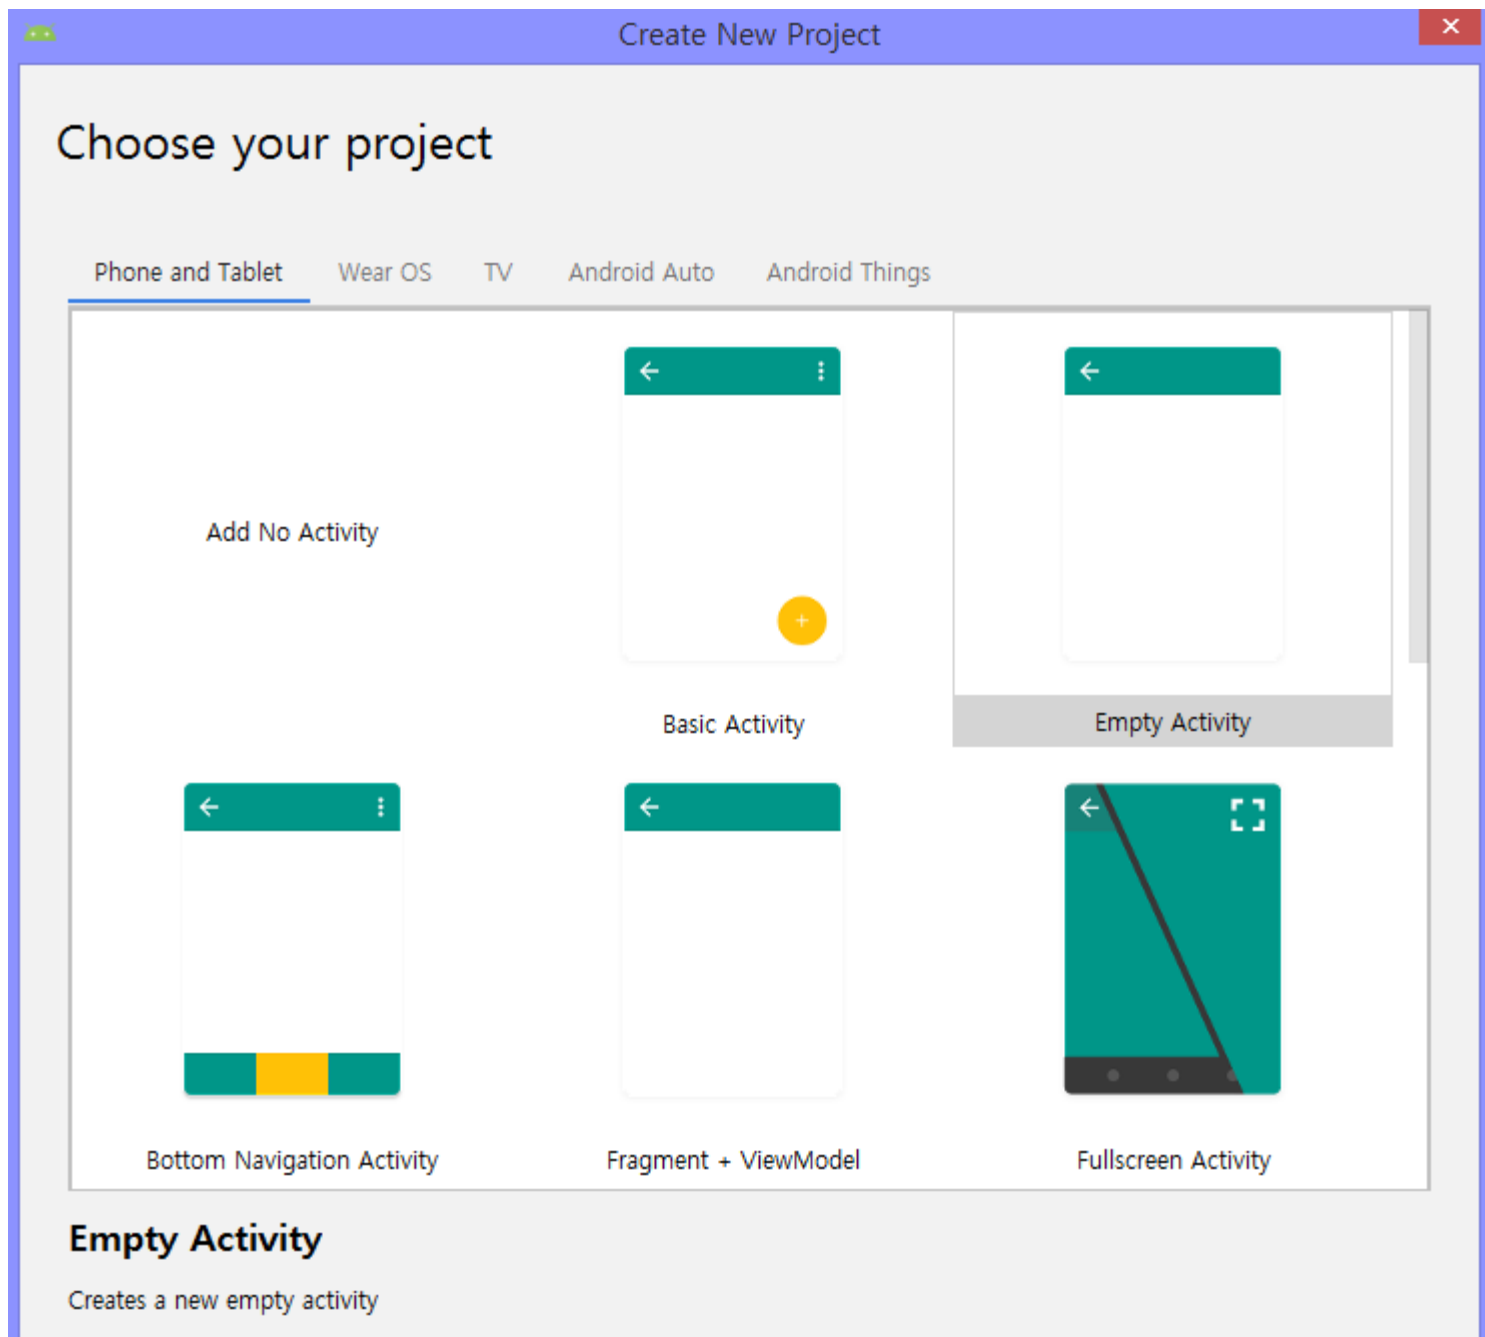 Create New Project
Choose your project
Phone and Tablet Wear OS TV Android Auto Android Things
Add No Activity
Basic Activity
Empty Activity
Bottom Navigation Activity
Fragment + ViewModel
Fullscreen Activity
Empty Activity
Creates a new empty activity